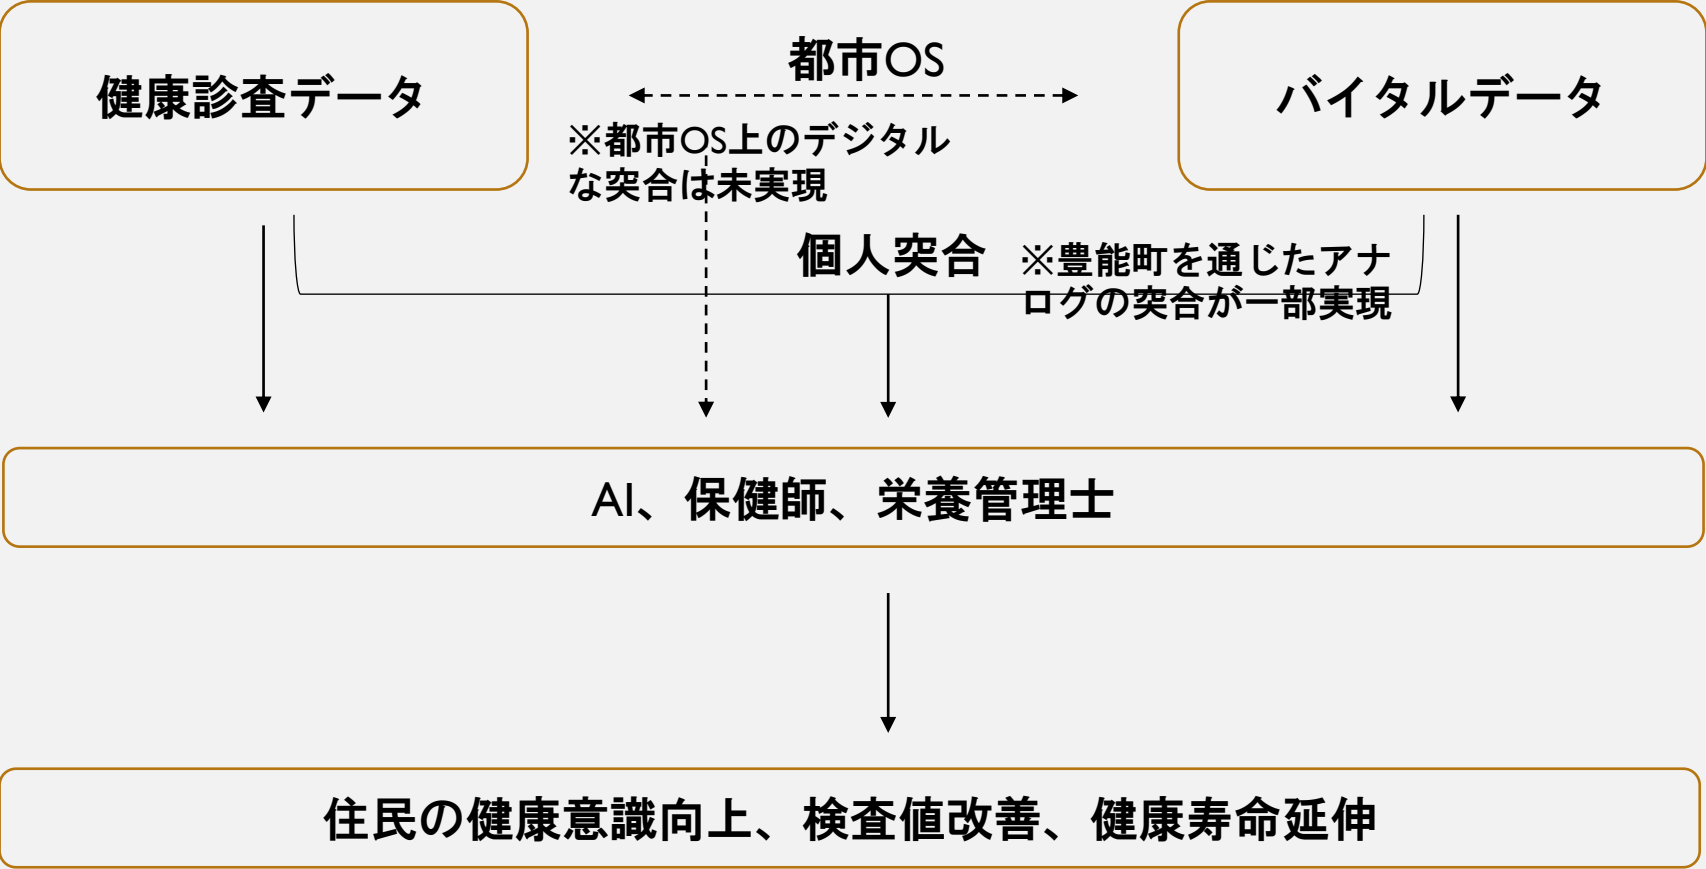 健康診査データ
都市OS
バイタルデータ
※都市OS上のデジタル
な突合は未実現
個人突合
※豊能町を通じたアナ
ログの突合が一部実現
AI、保健師、栄養管理士
住民の健康意識向上、検査値改善、健康寿命延伸